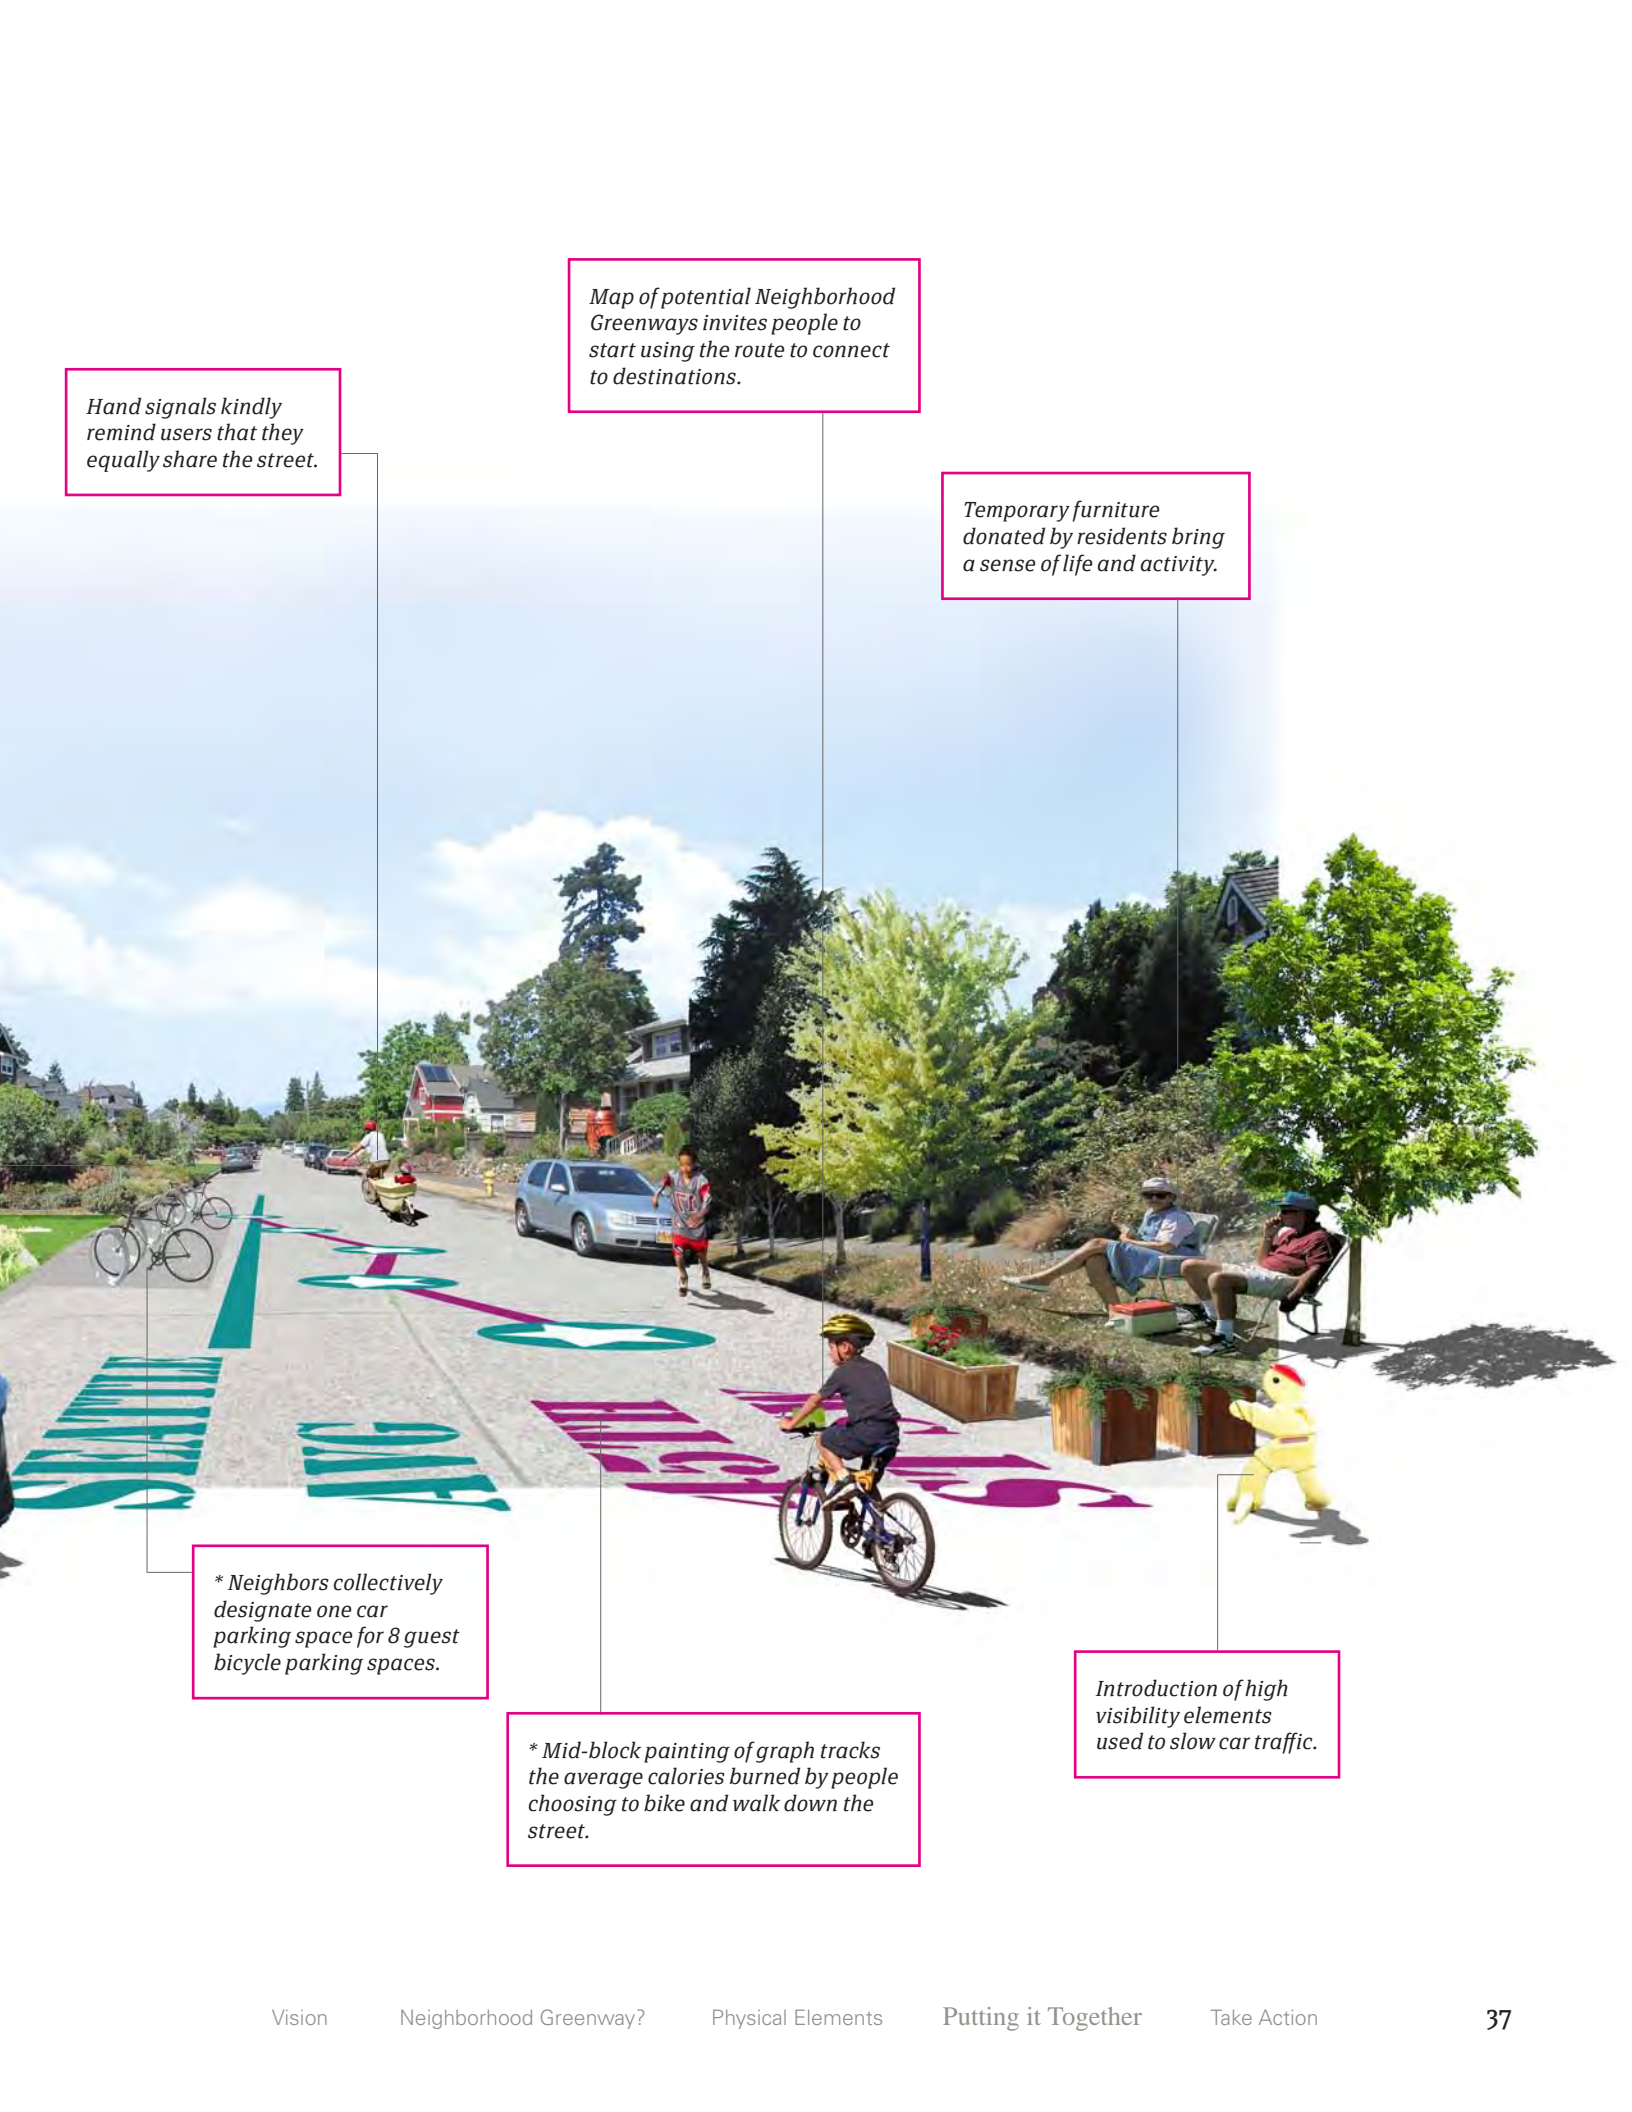 Map of potential Neighborhood
Greenways invites people to
start using the route to connect
to destinations.
Hand signals kindly
remind users that they
equally share the street.
Temporary furniture
donated by residents bring
a sense of life and activity.
SEATTLE
AVG
* Neighbors collectively
designate one car
parking space for 8 guest
bicycle parking spaces.
* Mid-block painting of graph tracks
the average calories burned by people
choosing to bike and walk down the
street.
Introduction of high
visibility elements
used to slow car traffic.
Vision
Neighborhood Greenway?
Physical Elements
Putting it Together
Take Action
37